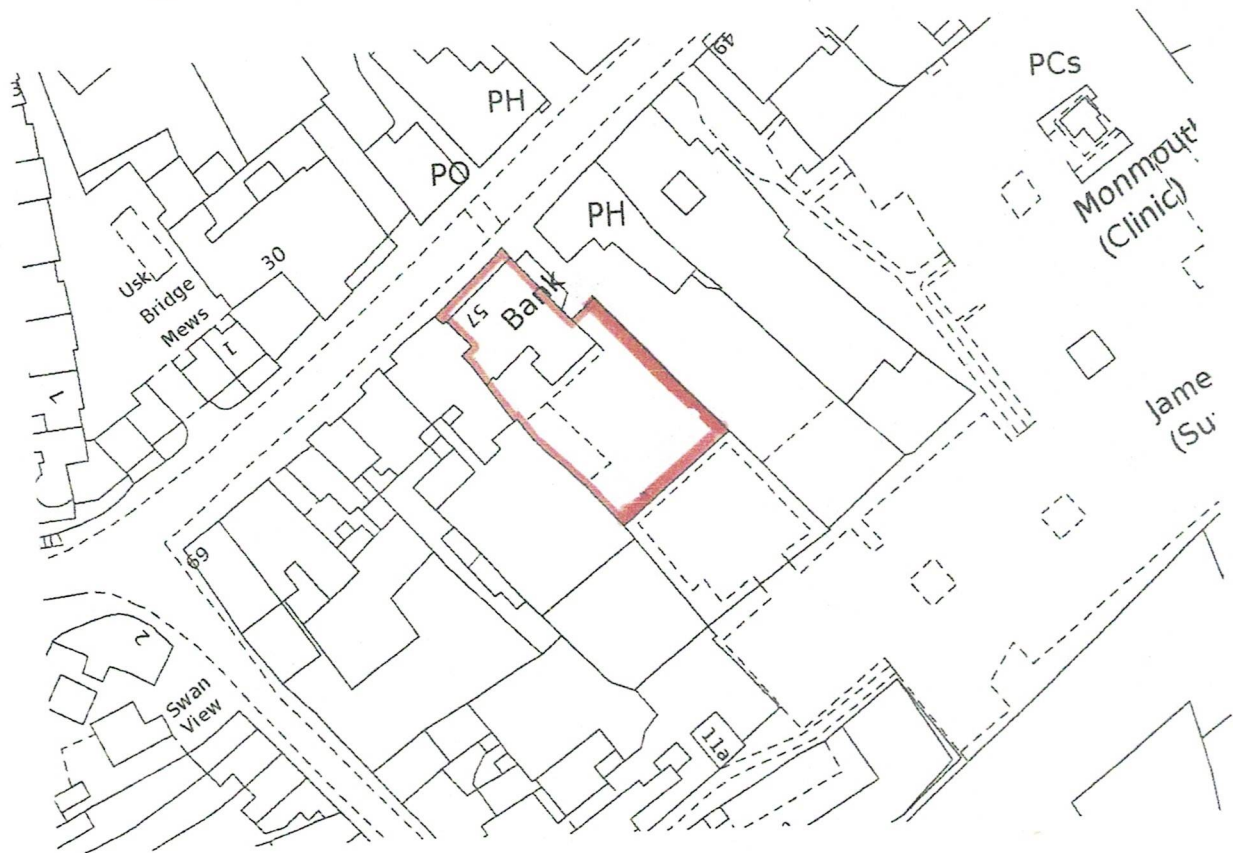 49
PCs
PH
PO
Monmout
(Clinic)
PH
30
Usk
Bridge
Mews
Bank
57
1
1
Jame
(Su
69
2
Swan
View
11a